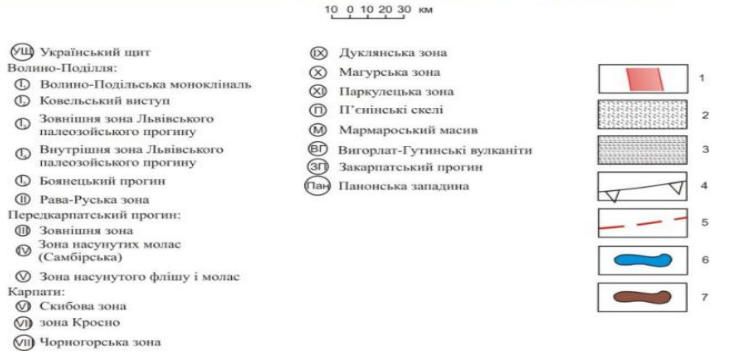 10 0 10 20 30 км
УЩ Український щит
Волино-Поділля:
I Волино-Подільська монокліналь
I Ковельський виступ
I Зовнішня зона Львівського
палеозойського прогину
I Внутрішня зона Львівського
палеозойського прогину
I Боянецький прогин
II Рава-Руська зона
Передкарпатський прогин:
III Зовнішня зона
IV Зона насунутих молас
(Самбірська)
V Зона насунутого флішу і молас
Карпати:
VI Скибова зона
VII зона Кросно
VIII Чорногорська зона
IX Дуклянська зона
X Магурська зона
XI Паркулецька зона
П П’єнінські скелі
М Мармароський масив
ВГ Вигорлат-Гутинські вулканіти
ЗП Закарпатський прогин
Пан Панонська западина
1
2
3
4
5
6
7